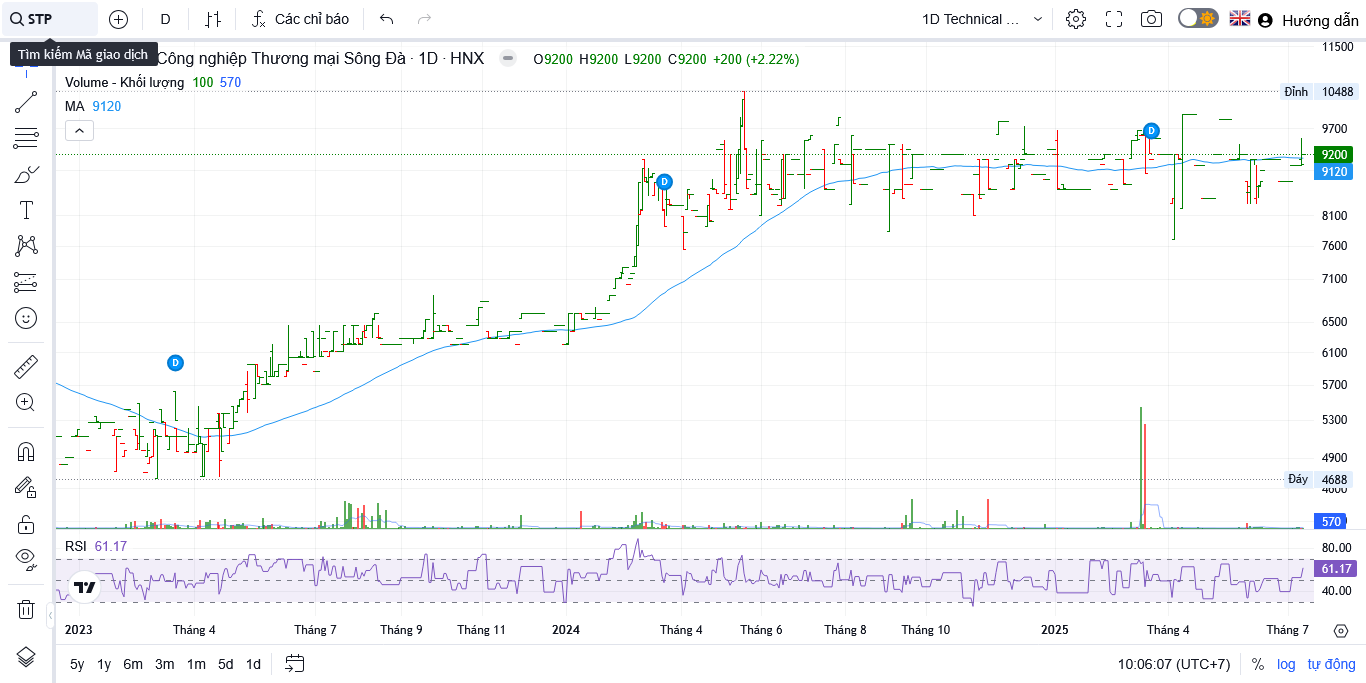 STP
D
Các chỉ báo
1D Technical ...
Hướng dẫn
Tìm kiếm Mã giao dịch
Công nghiệp Thương mại Sông Đà · 1D · HNX
O9200 H9200 L9200 C9200 +200 (+2.22%)
Volume - Khối lượng 100 570
MA 9120
11500
Đỉnh 10488
9700
9200
9120
8100
7600
7100
6500
6100
5700
5300
4900
Đáy 4688
4600
570
D
D
D
RSI 61.17
80.00
61.17
40.00
2023 Tháng 4 Tháng 7 Tháng 9 Tháng 11 2024 Tháng 4 Tháng 6 Tháng 8 Tháng 10 2025 Tháng 4 Tháng 7
5y 1y 6m 3m 1m 5d 1d
10:06:07 (UTC+7) % log tự động